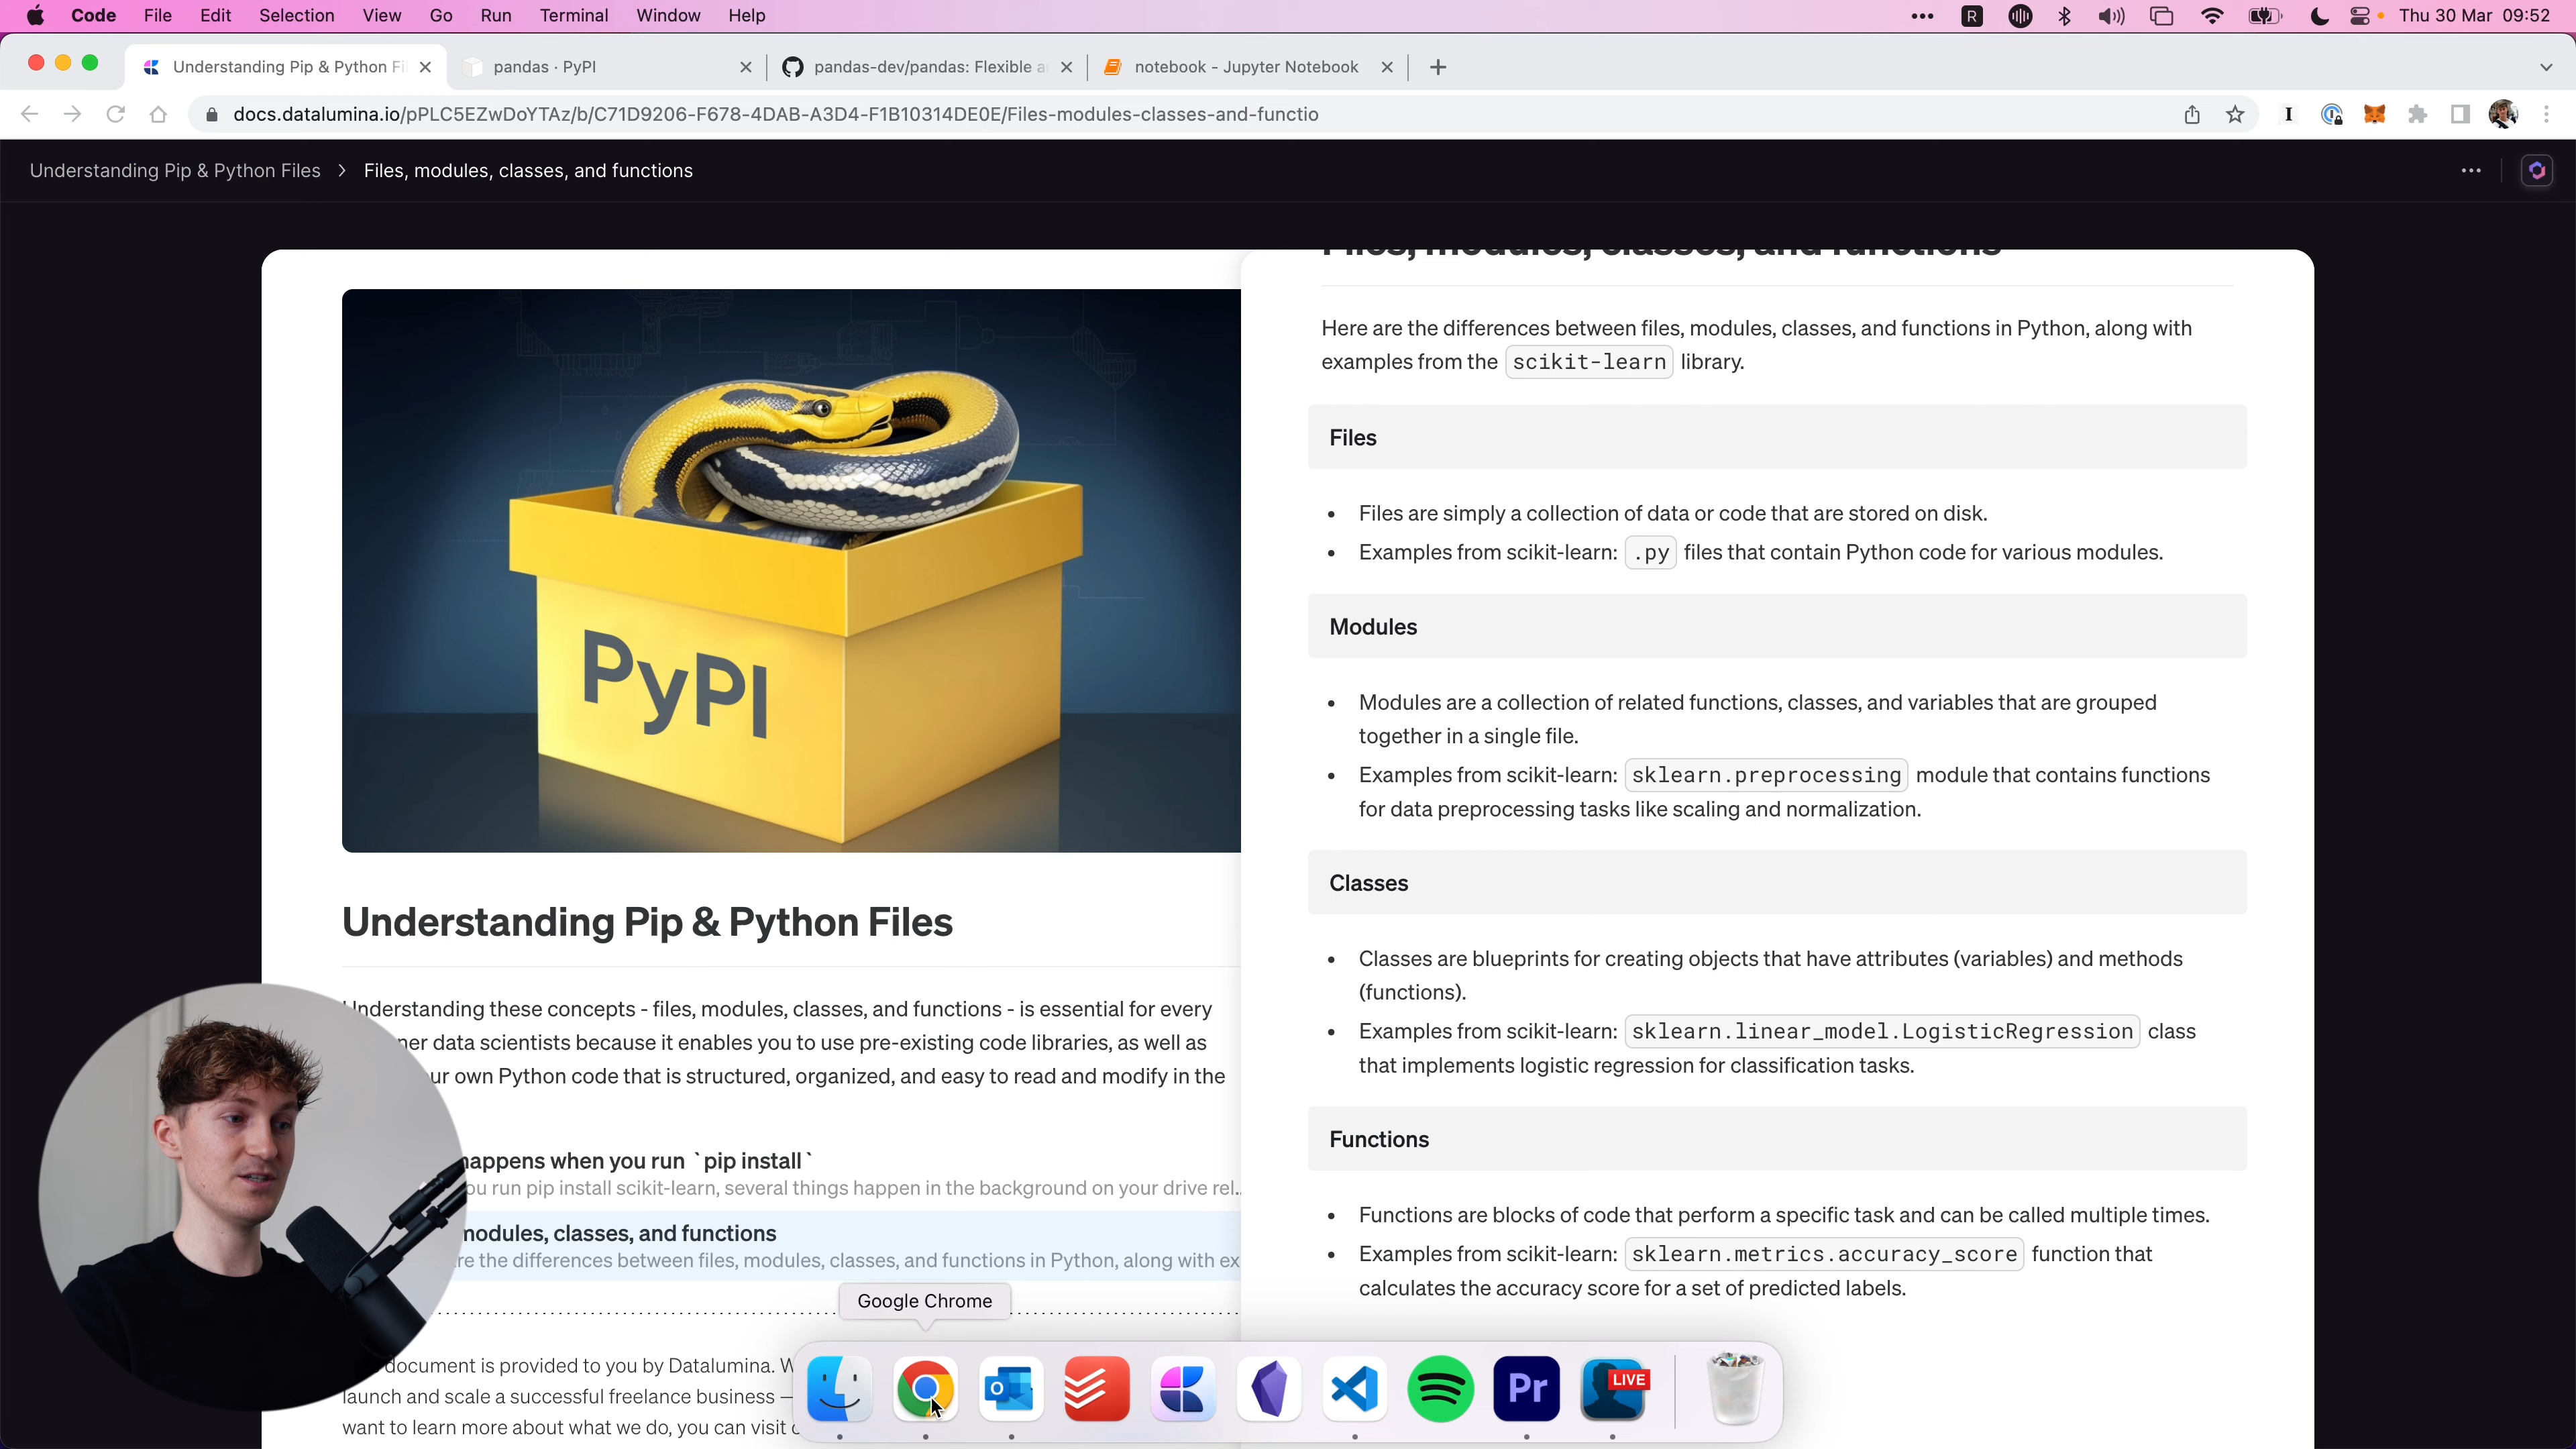 Code File Edit Selection View Go Run Terminal Window Help
R
Thu 30 Mar 09:52
Understanding Pip & Python Fi
pandas · PyPI
pandas-dev/pandas: Flexible a
notebook - Jupyter Notebook
docs.datalumina.io/pPLC5EZwDoYTAz/b/C71D9206-F678-4DAB-A3D4-F1B10314DE0E/Files-modules-classes-and-functio
Understanding Pip & Python Files > Files, modules, classes, and functions
PyPI
Understanding Pip & Python Files
Understanding these concepts - files, modules, classes, and functions - is essential for every
data scientists because it enables you to use pre-existing code libraries, as well as
own Python code that is structured, organized, and easy to read and modify in the
happens when you run `pip install`
you run pip install scikit-learn, several things happen in the background on your drive rel...
modules, classes, and functions
are the differences between files, modules, classes, and functions in Python, along with ex
document is provided to you by Datalumina. W
launch and scale a successful freelance business —
want to learn more about what we do, you can visit
Files, modules, classes, and functions
Here are the differences between files, modules, classes, and functions in Python, along with
examples from the scikit-learn library.
Files
• Files are simply a collection of data or code that are stored on disk.
• Examples from scikit-learn: .py files that contain Python code for various modules.
Modules
• Modules are a collection of related functions, classes, and variables that are grouped
together in a single file.
• Examples from scikit-learn: sklearn.preprocessing module that contains functions
for data preprocessing tasks like scaling and normalization.
Classes
• Classes are blueprints for creating objects that have attributes (variables) and methods
(functions).
• Examples from scikit-learn: sklearn.linear_model.LogisticRegression class
that implements logistic regression for classification tasks.
Functions
• Functions are blocks of code that perform a specific task and can be called multiple times.
• Examples from scikit-learn: sklearn.metrics.accuracy_score function that
calculates the accuracy score for a set of predicted labels.
Google Chrome
Pr
LIVE